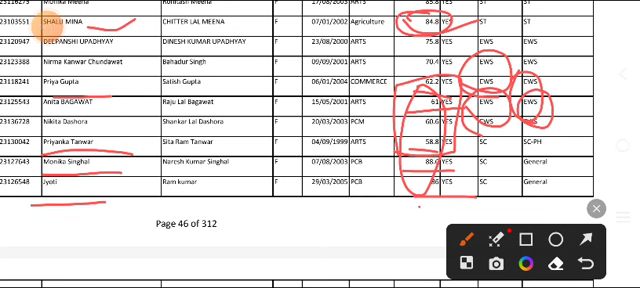 23116273 Monika Meena Rohitash Meena F 17/08/2003 ARTS 85.8 YES ST ST
23103551 SHALU MINA CHITTER LAL MEENA F 07/01/2002 Agriculture 84.8 YES ST ST
23120947 DEEPANSHI UPADHYAY DINESH KUMAR UPADHYAY F 23/08/2000 ARTS 75.8 YES EWS EWS
23123388 Nirma Kanwar Chundawat Bahadur Singh F 09/09/2001 ARTS 70.4 YES EWS EWS
23118241 Priya Gupta Satish Gupta F 06/01/2004 COMMERCE 62.2 YES EWS EWS
23125543 Anita BAGAWAT Raju Lal Bagawat F 15/05/2001 ARTS 61 YES EWS EWS
23136728 Nikita Dashora Shankar Lal Dashora F 20/03/2003 PCM 60.6 YES EWS EWS
23130042 Priyanka Tanwar Sita Ram Tanwar F 04/09/1999 ARTS 58.8 YES SC SC-PH
23127643 Monika Singhal Naresh Kumar Singhal F 07/08/2003 PCB 88.6 YES SC General
23126548 Jyoti Ram kumar F 29/03/2005 PCB 86 YES SC General
Page 46 of 312